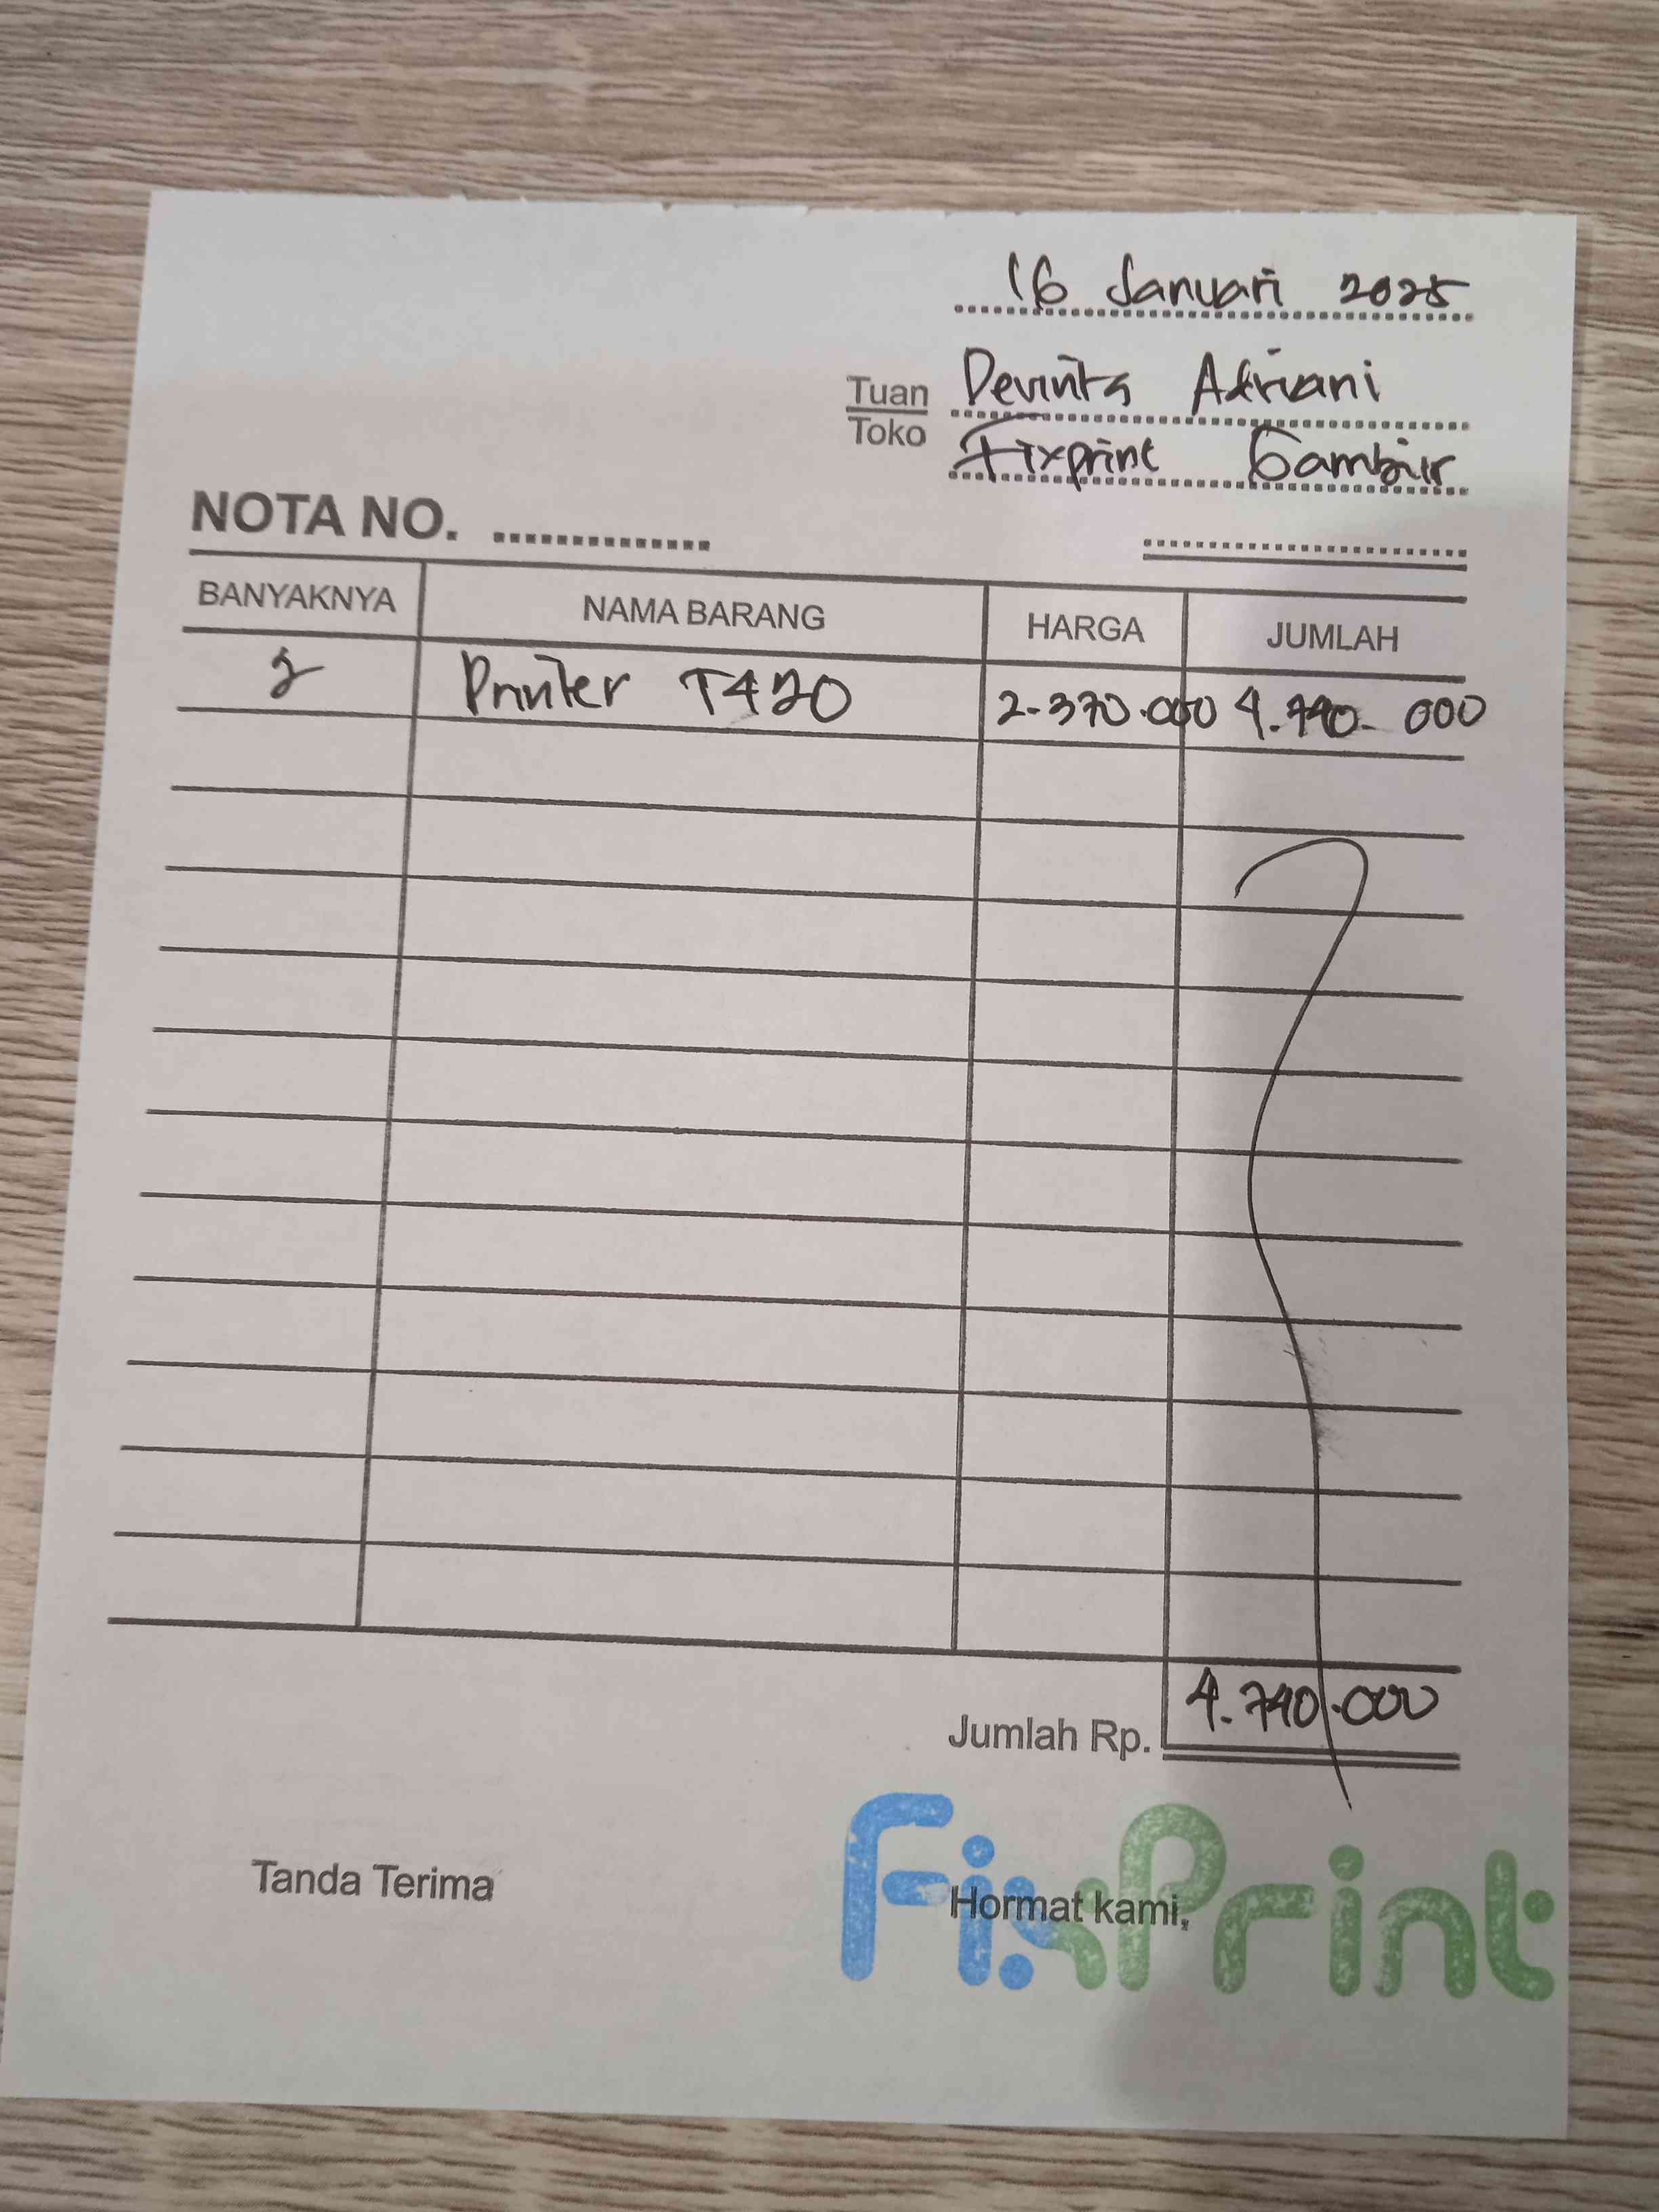 16 Januari 2025
Tuan Devinta Adriani
Toko Fixprint Gambir
NOTA NO. ..............
BANYAKNYA NAMA BARANG HARGA JUMLAH
2 Printer T420 2.370.000 4.740.000
Jumlah Rp. 4.740.000
Tanda Terima Hormat kami,
FixPrint